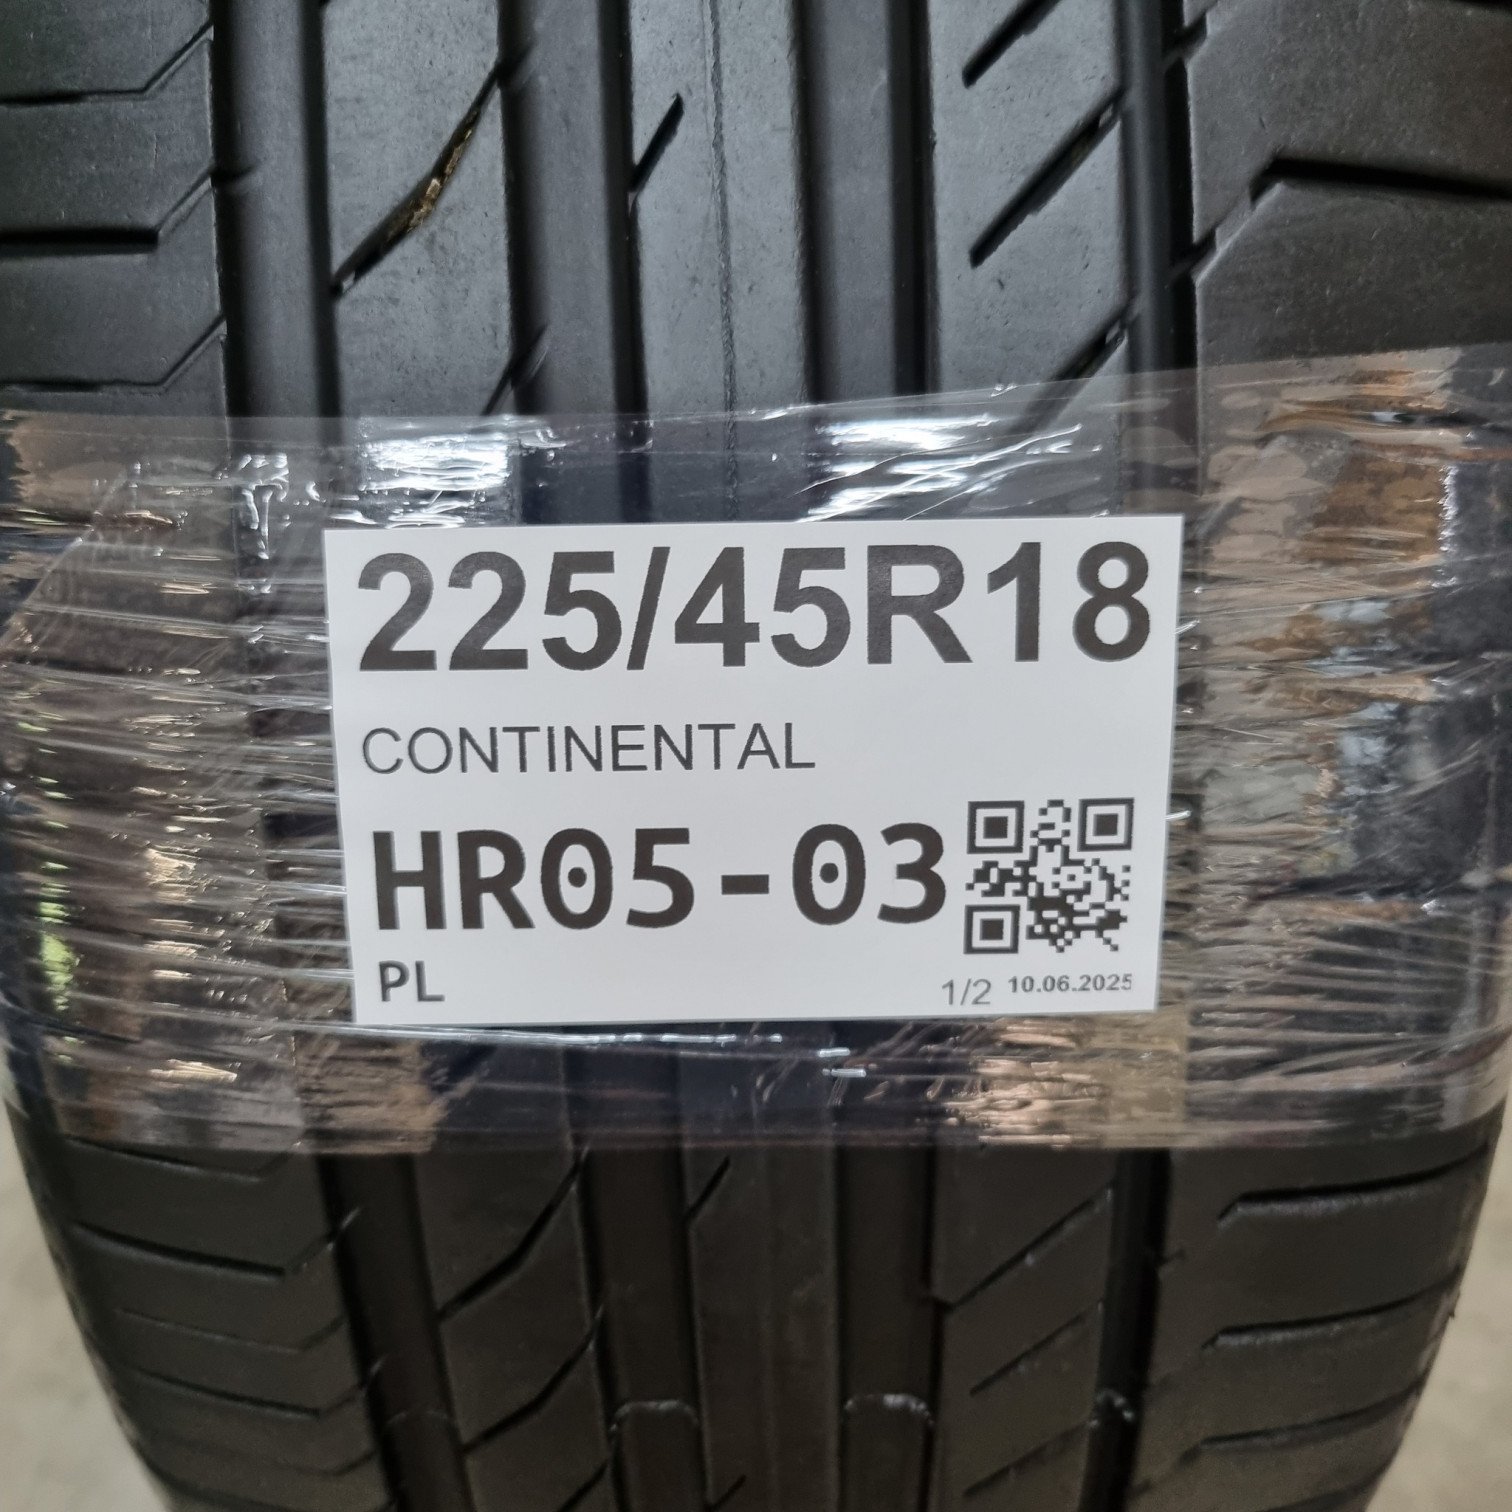 225/45R18
CONTINENTAL
HR05-03
PL
1/2 10.06.2025